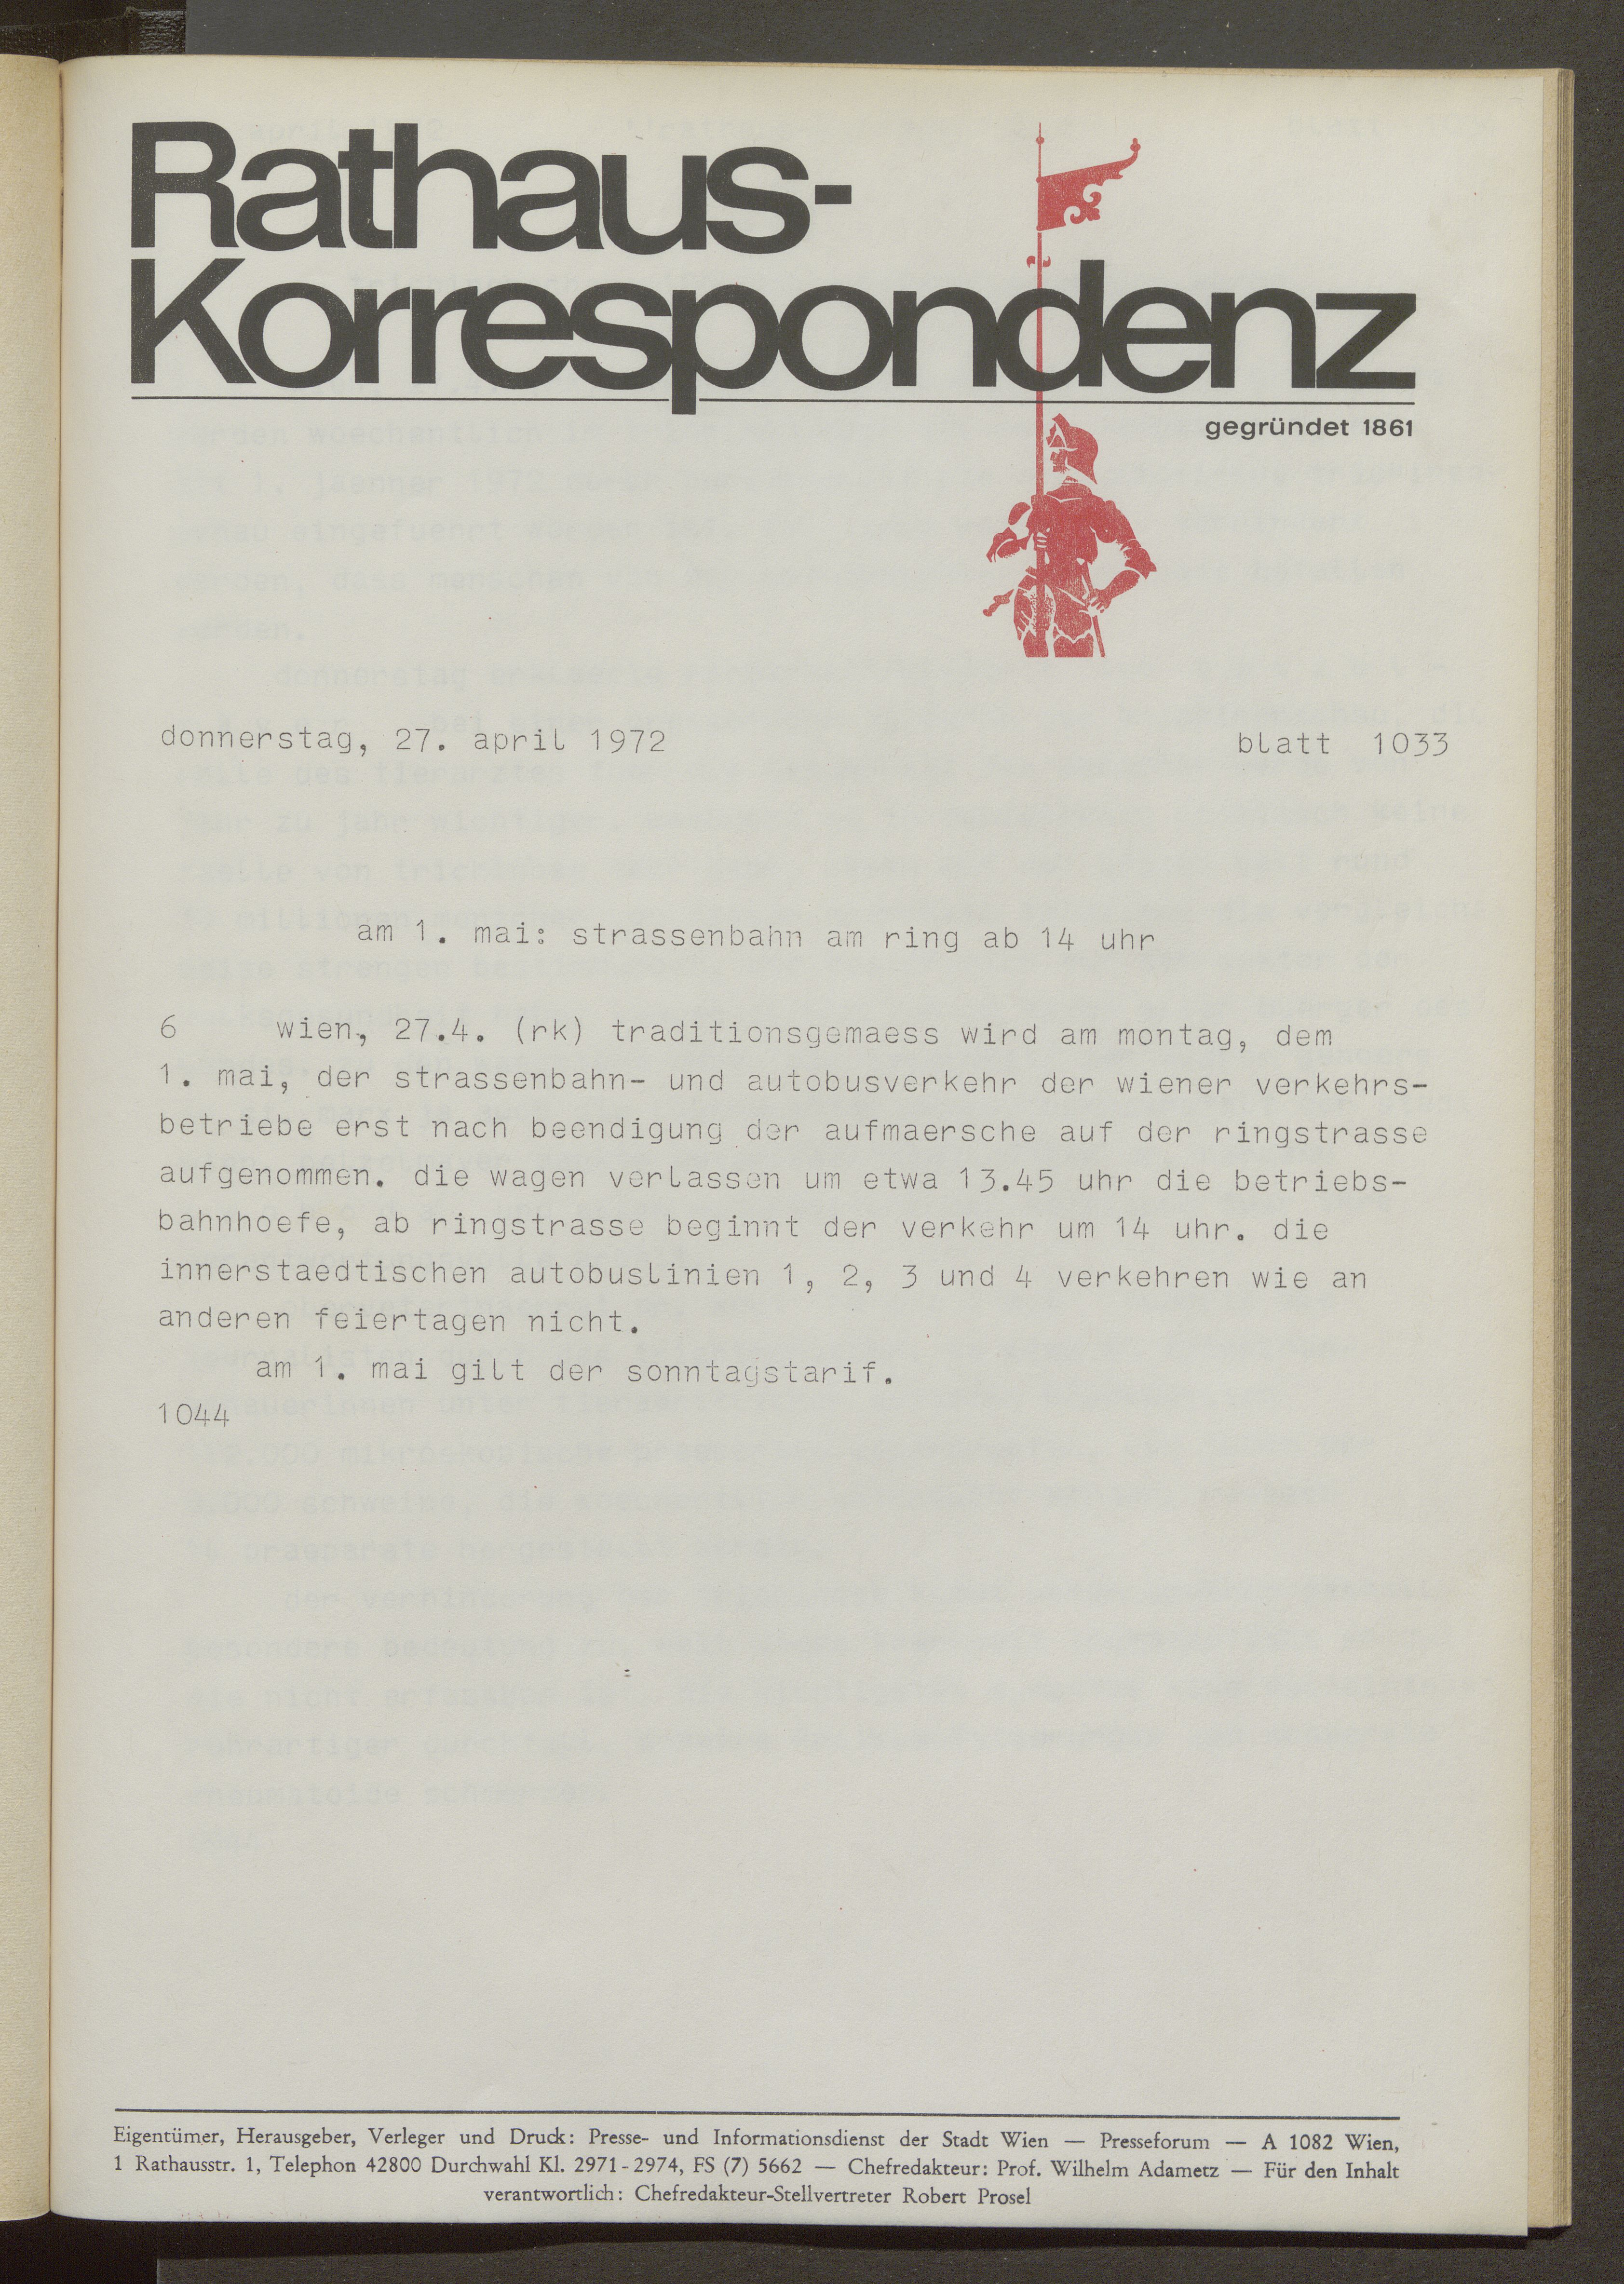 Rathaus-
Korrespondenz
gegründet 1861
donnerstag, 27. april 1972 blatt 1033
am 1. mai: strassenbahn am ring ab 14 uhr
6 wien, 27.4. (rk) traditionsgemaess wird am montag, dem
1. mai, der strassenbahn- und autobusverkehr der wiener verkehrs-
betriebe erst nach beendigung der aufmaersche auf der ringstrasse
aufgenommen. die wagen verlassen um etwa 13.45 uhr die betriebs-
bahnhoefe, ab ringstrasse beginnt der verkehr um 14 uhr. die
innerstaedtischen autobuslinien 1, 2, 3 und 4 verkehren wie an
anderen feiertagen nicht.
am 1. mai gilt der sonntagstarif.
1044
Eigentümer, Herausgeber, Verleger und Druck: Presse- und Informationsdienst der Stadt Wien — Presseforum — A 1082 Wien,
1 Rathausstr. 1, Telephon 42800 Durchwahl Kl. 2971-2974, FS (7) 5662 — Chefredakteur: Prof. Wilhelm Adametz — Für den Inhalt
verantwortlich: Chefredakteur-Stellvertreter Robert Prosel